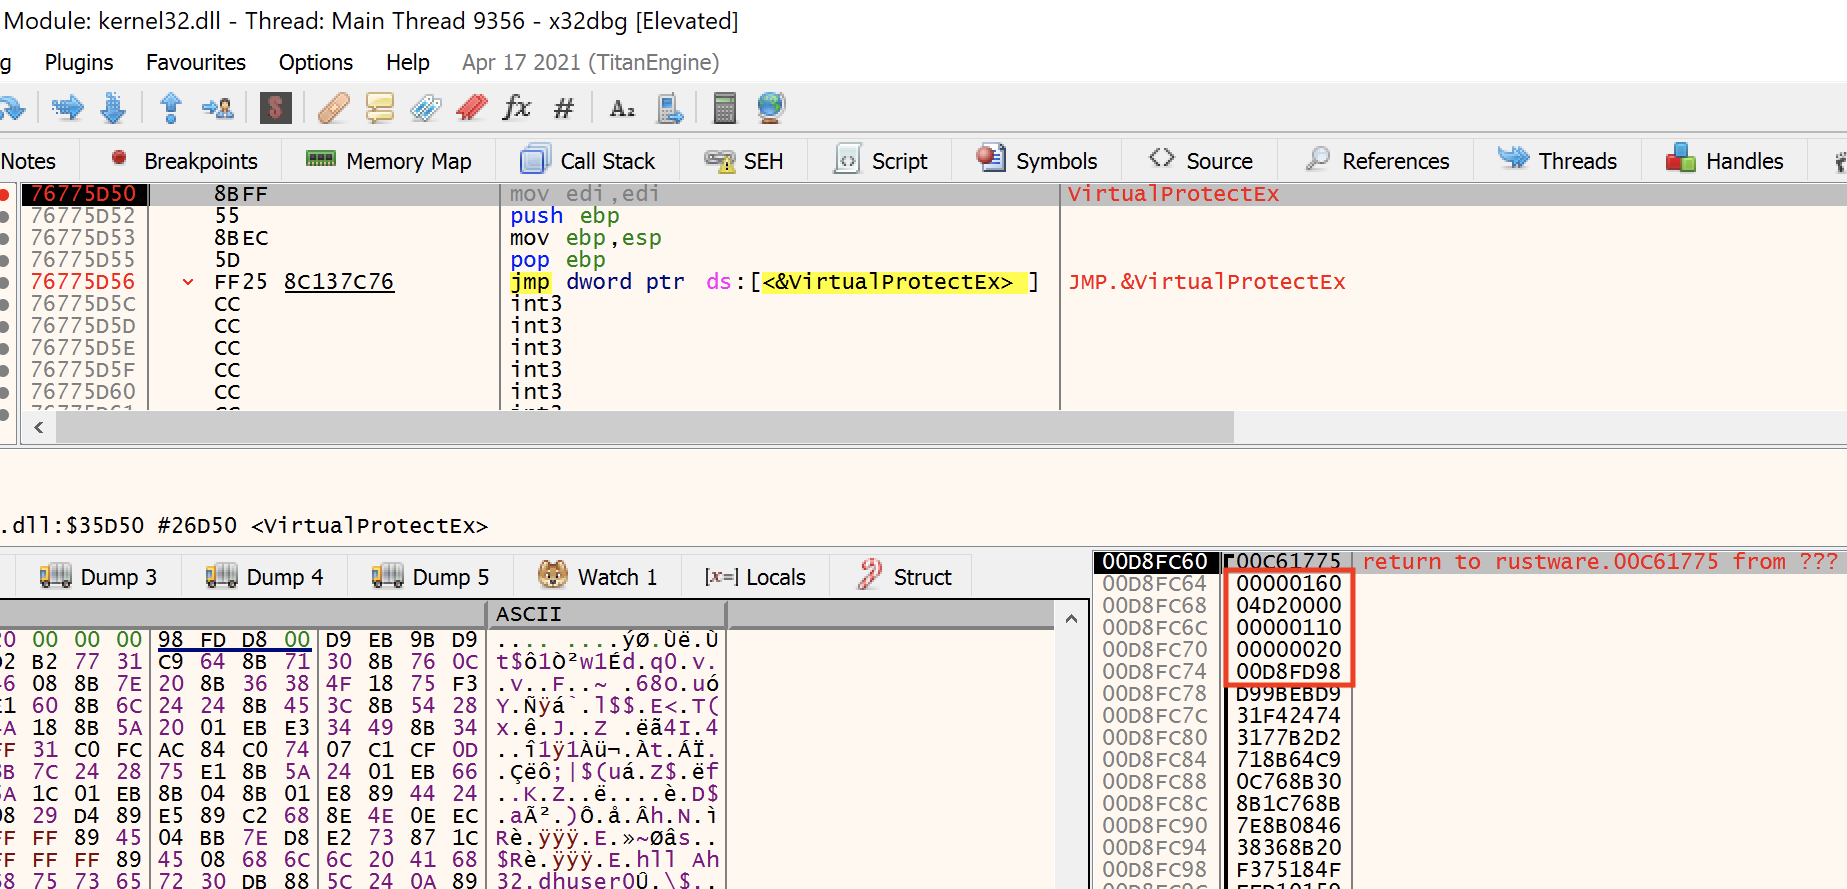 Module: kernel32.dll - Thread: Main Thread 9356 - x32dbg [Elevated]
g Plugins Favourites Options Help Apr 17 2021 (TitanEngine)
$ fx # A₂
Notes Breakpoints Memory Map Call Stack SEH Script Symbols Source References Threads Handles
76775D50 8BFF mov edi,edi VirtualProtectEx
76775D52 55 push ebp
76775D53 8BEC mov ebp,esp
76775D55 5D pop ebp
76775D56 FF25 8C137C76 jmp dword ptr ds:[<&VirtualProtectEx>] JMP.&VirtualProtectEx
76775D5C CC int3
76775D5D CC int3
76775D5E CC int3
76775D5F CC int3
76775D60 CC int3
.dll:$35D50 #26D50 <VirtualProtectEx>
Dump 3 Dump 4 Dump 5 Watch 1 [x=] Locals Struct
ASCII
0 00 00 00 98 FD D8 00 D9 EB 9B D9 .... ....ýØ.Ùë.Ù
2 B2 77 31 C9 64 8B 71 30 8B 76 0C t$ô1Ò²w1Éd.q0.v.
6 08 8B 7E 20 8B 36 38 4F 18 75 F3 .v..F..~ .68O.uó
1 60 8B 6C 24 24 8B 45 3C 8B 54 28 Y.Ñÿá`.l$$.E<.T(
A 18 8B 5A 20 01 EB E3 34 49 8B 34 x.ê.J..Z .ëã4I.4
F 31 C0 FC AC 84 C0 74 07 C1 CF 0D ..î1ÿ1Àü¬.Àt.ÁÏ.
B 7C 24 28 75 E1 8B 5A 24 01 EB 66 .Çëô;|$(uá.Z$.ëf
A 1C 01 EB 8B 04 8B 01 E8 89 44 24 ..K.Z..ë....è.D$
8 29 D4 89 E5 89 C2 68 8E 4E 0E EC .aÃ².)Ô.å.Âh.N.ì
F FF 89 45 04 BB 7E D8 E2 73 87 1C Rè.ÿÿÿ.E.»~Øâs..
F FF FF 89 45 08 68 6C 6C 20 41 68 $Rè.ÿÿÿ.E.hll Ah
8 75 73 65 72 30 DB 88 5C 24 0A 89 32.dhuser0Û.\$..
00D8FC60 00C61775 return to rustware.00C61775 from ???
00D8FC64 00000160
00D8FC68 04D20000
00D8FC6C 00000110
00D8FC70 00000020
00D8FC74 00D8FD98
00D8FC78 D99BEBD9
00D8FC7C 31F42474
00D8FC80 3177B2D2
00D8FC84 718B64C9
00D8FC88 0C768B30
00D8FC8C 8B1C768B
00D8FC90 7E8B0846
00D8FC94 38368B20
00D8FC98 F375184F